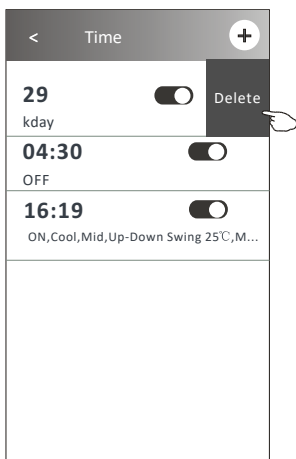 < Time +
29 Delete
kday
04:30
OFF
16:19
ON,Cool,Mid,Up-Down Swing 25℃,M...